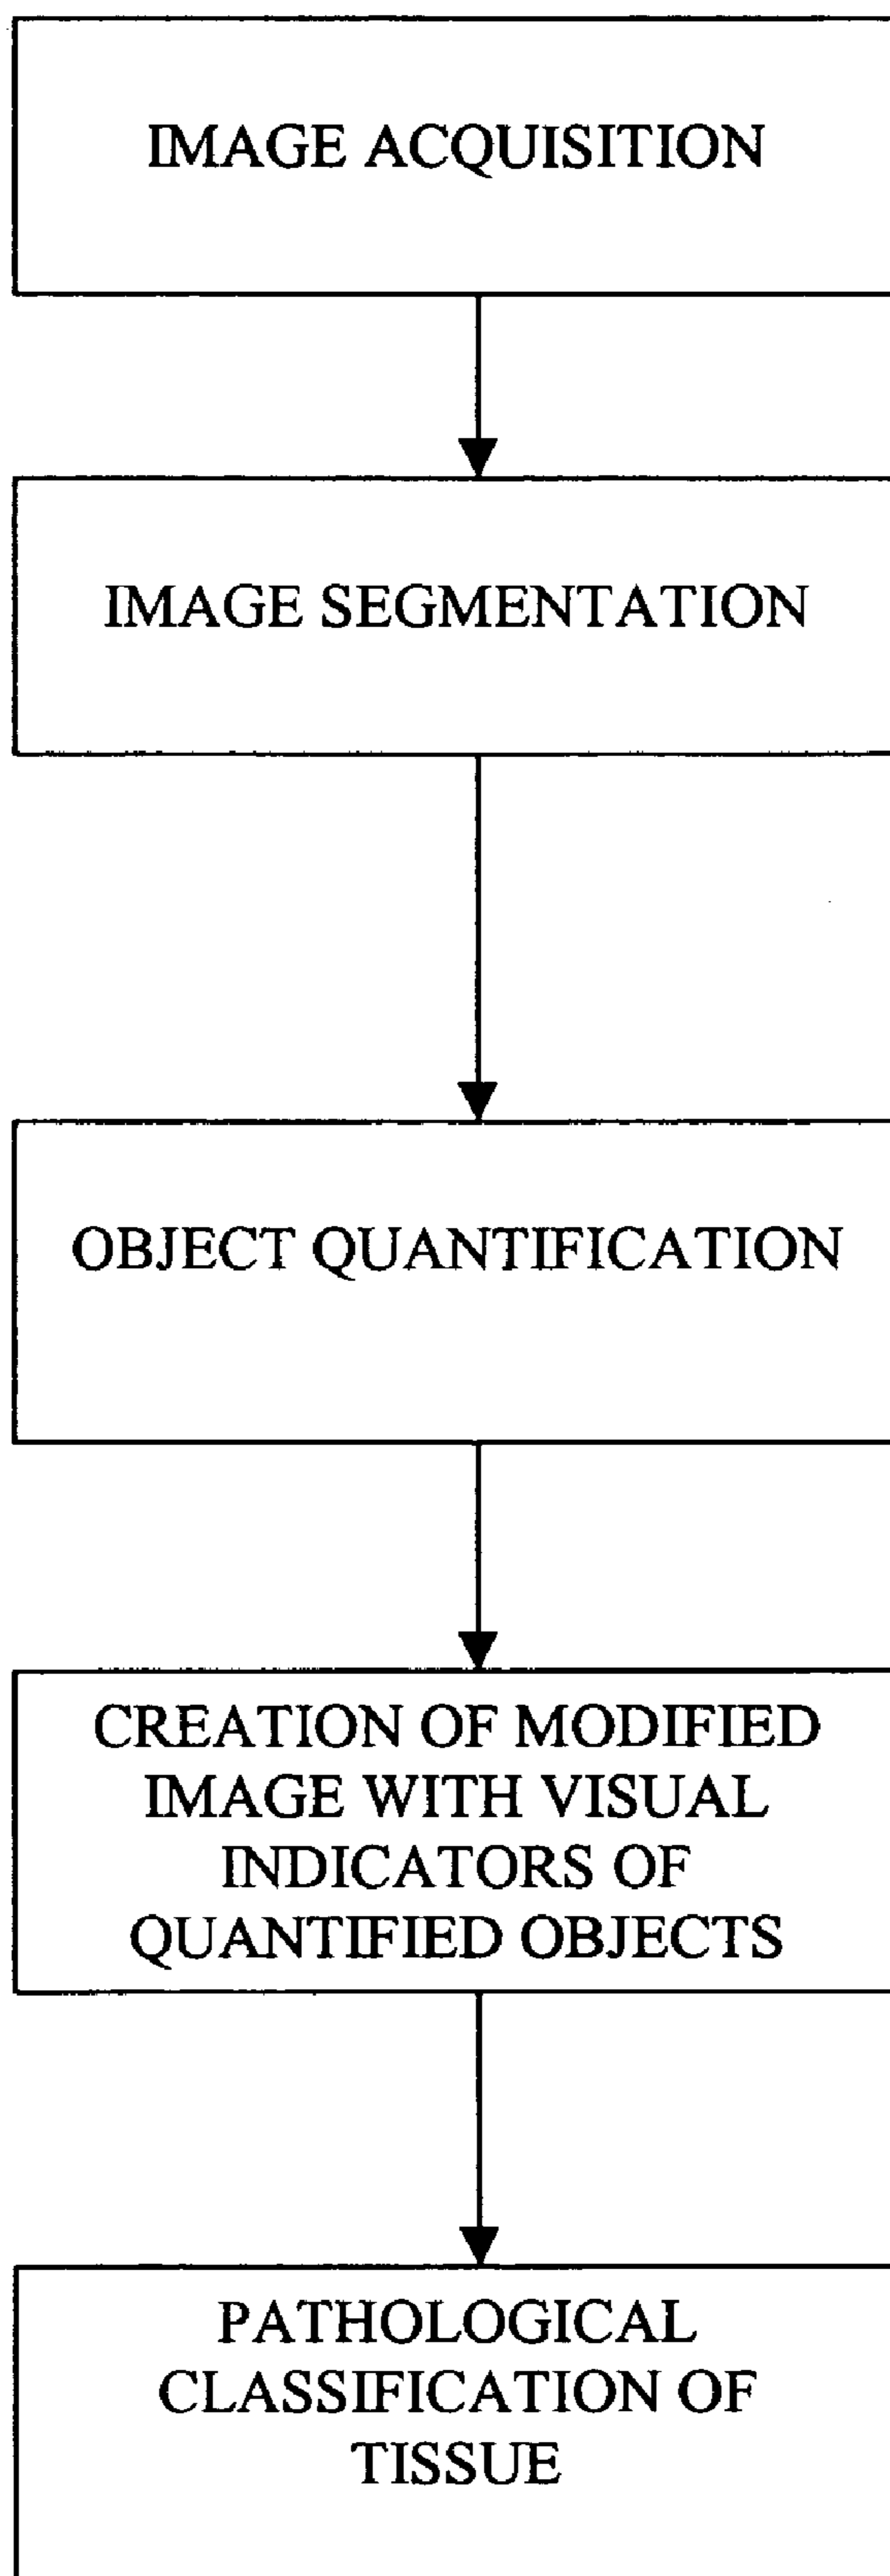 IMAGE ACQUISITION
IMAGE SEGMENTATION
OBJECT QUANTIFICATION
CREATION OF MODIFIED
IMAGE WITH VISUAL
INDICATORS OF
QUANTIFIED OBJECTS
PATHOLOGICAL
CLASSIFICATION OF
TISSUE